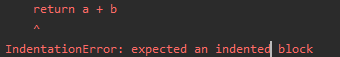 return a + b
^
IndentationError: expected an indented block